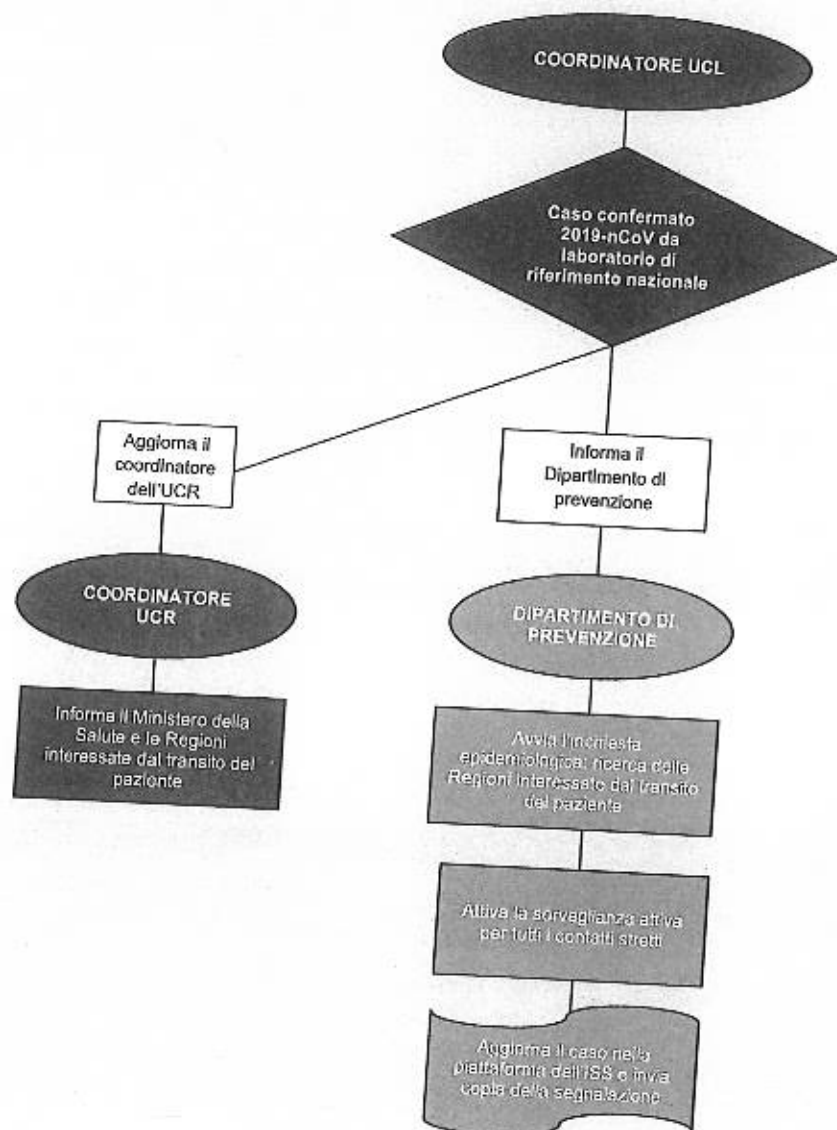 COORDINATORE UCL
Caso confermato
2019-nCoV da
laboratorio di
riferimento nazionale
Aggiorna il
coordinatore
dell'UCR
COORDINATORE
UCR
Informa il Ministero della
Salute e le Regioni
interessate dal transito del
paziente
Informa il
Dipartimento di
prevenzione
DIPARTIMENTO DI
PREVENZIONE
Avvia l'inchiesta
epidemiologica: ricerca delle
Regioni interessate dal transito
del paziente
Attiva la sorveglianza attiva
per tutti i contatti stretti
Aggiorna il caso nella
piattaforma dell'ISS e invia
copia della segnalazione